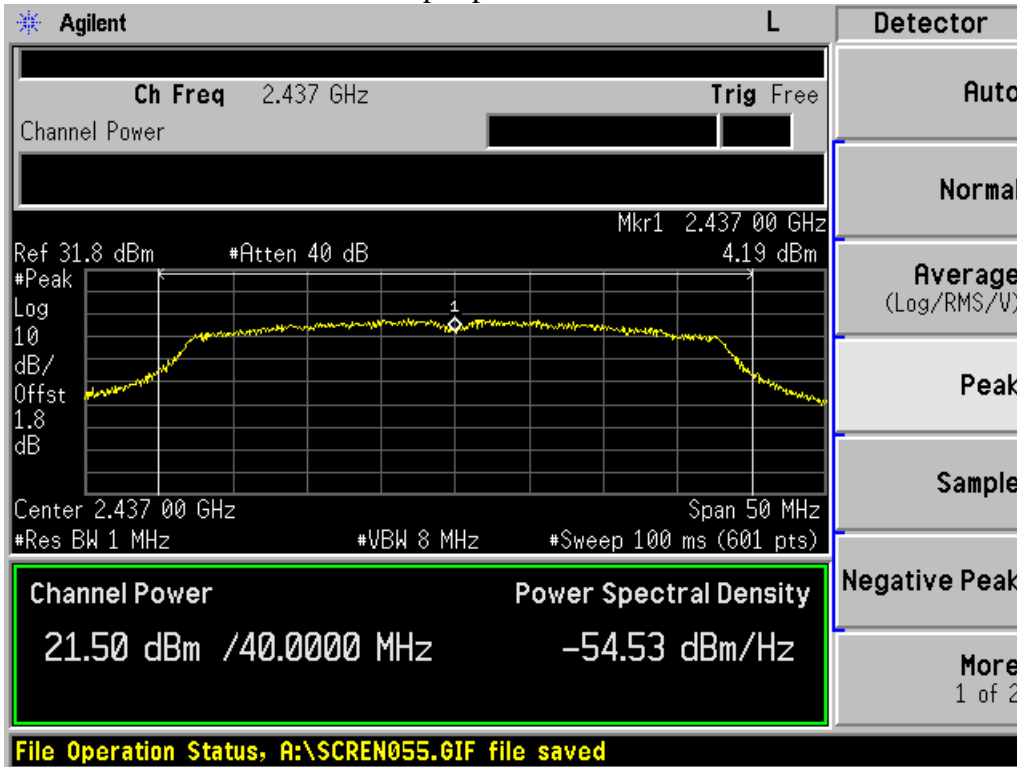 Agilent L Detector
Ch Freq 2.437 GHz Trig Free
Channel Power
Mkr1 2.437 00 GHz
Ref 31.8 dBm #Atten 40 dB 4.19 dBm
#Peak
Log
10
dB/
Offst
1.8
dB
1
Center 2.437 00 GHz Span 50 MHz
#Res BW 1 MHz #VBW 8 MHz #Sweep 100 ms (601 pts)
Channel Power Power Spectral Density
21.50 dBm /40.0000 MHz -54.53 dBm/Hz
File Operation Status, A:\SCREN055.GIF file saved
Auto
Normal
Average
(Log/RMS/V)
Peak
Sample
Negative Peak
More
1 of 2